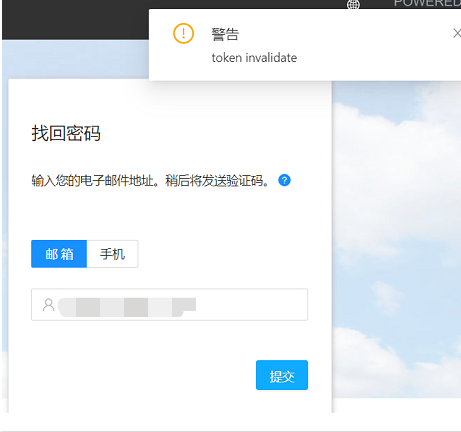 POWERED
警告
token invalidate
找回密码
输入您的电子邮件地址。稍后将发送验证码。
邮箱
手机
提交